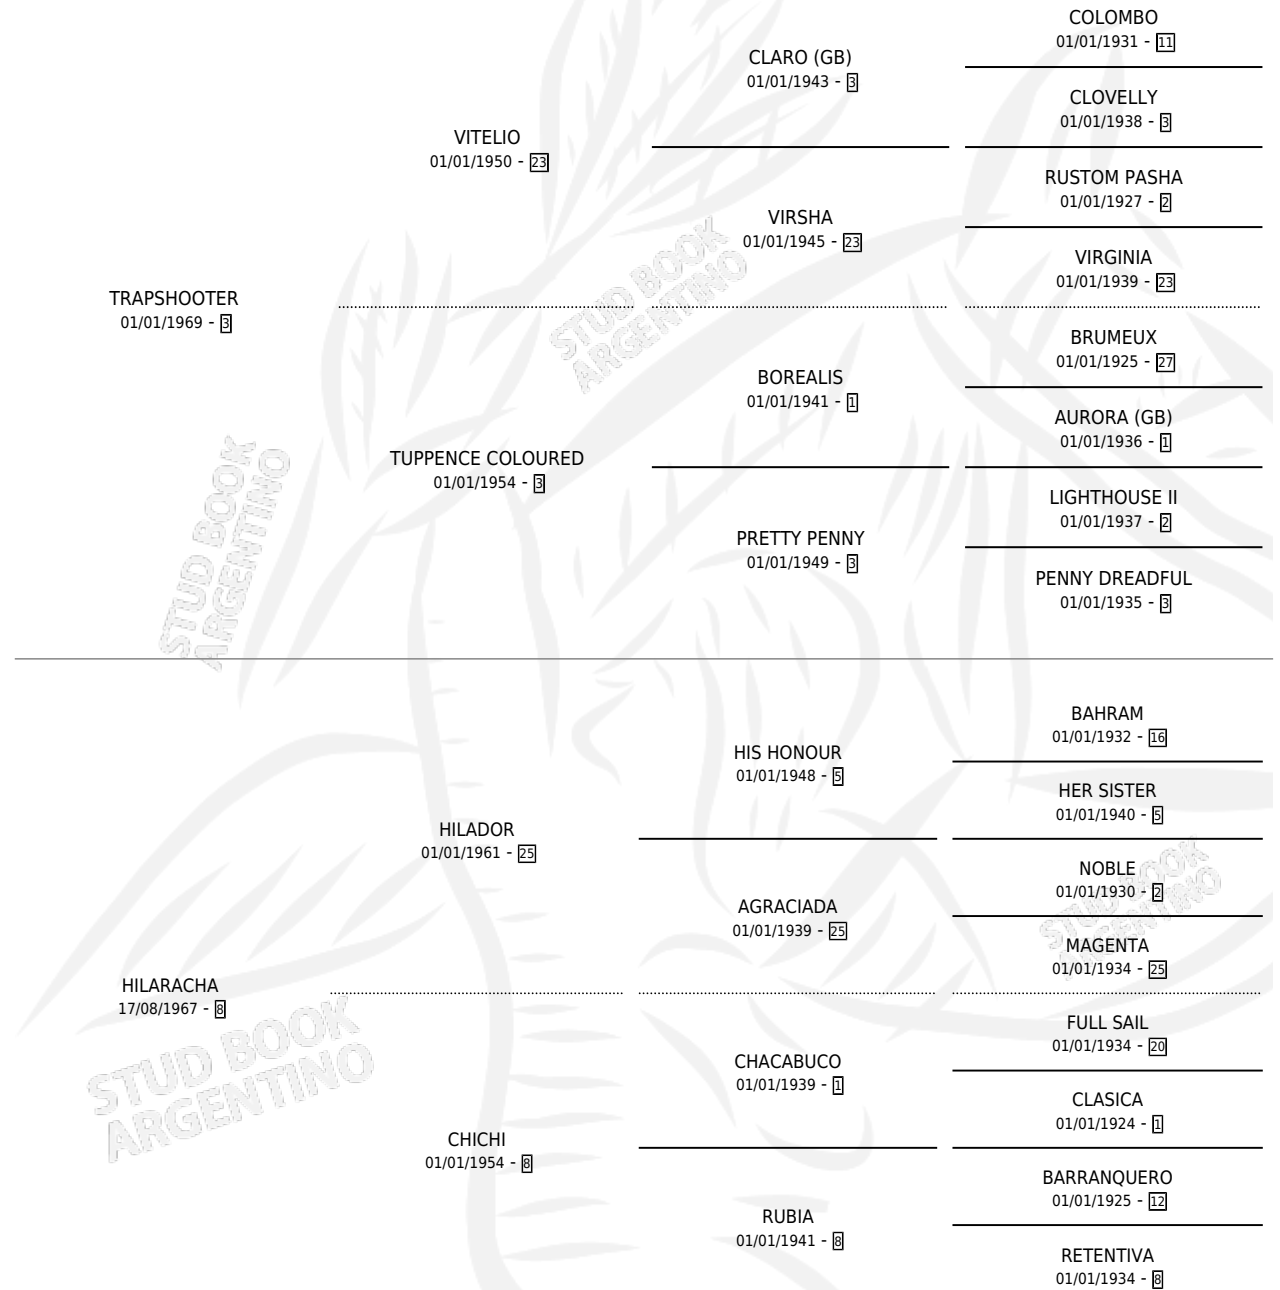 COLOMBO
01/01/1931 - 11
CLARO (GB)
01/01/1943 - 3
CLOVELLY
01/01/1938 - 3
VITELIO
01/01/1950 - 23
RUSTOM PASHA
01/01/1927 - 2
VIRSHA
01/01/1945 - 23
VIRGINIA
01/01/1939 - 23
TRAPSHOOTER
01/01/1969 - 3
STUD BOOK
ARGENTINO
BRUMEUX
01/01/1925 - 27
BOREALIS
01/01/1941 - 1
AURORA (GB)
01/01/1936 - 1
TUPPENCE COLOURED
01/01/1954 - 3
LIGHTHOUSE II
01/01/1937 - 2
PRETTY PENNY
01/01/1949 - 3
PENNY DREADFUL
01/01/1935 - 3
STUD BOOK
ARGENTINO
BAHRAM
01/01/1932 - 16
HIS HONOUR
01/01/1948 - 5
HER SISTER
01/01/1940 - 5
HILADOR
01/01/1961 - 25
NOBLE
01/01/1930 - 2
AGRACIADA
01/01/1939 - 25
MAGENTA
01/01/1934 - 25
STUD BOOK
ARGENTINO
HILARACHA
17/08/1967 - 8
FULL SAIL
01/01/1934 - 20
CHACABUCO
01/01/1939 - 1
CLASICA
01/01/1924 - 1
STUD BOOK
ARGENTINO
CHICHI
01/01/1954 - 8
BARRANQUERO
01/01/1925 - 12
RUBIA
01/01/1941 - 8
RETENTIVA
01/01/1934 - 8